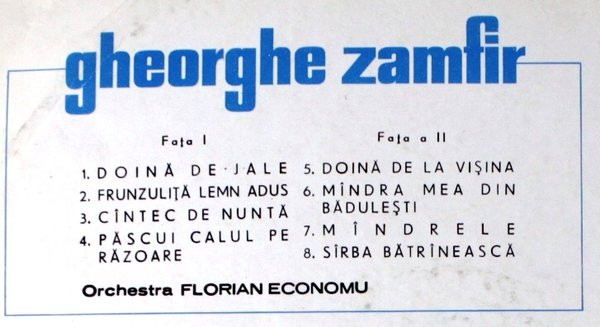 gheorghe zamfir
Fața I
1. DOINĂ DE JALE
2. FRUNZULIȚĂ LEMN ADUS
3. CÎNTEC DE NUNTĂ
4. PĂSCUI CALUL PE
RĂZOARE
Fața a II
5. DOINĂ DE LA VIȘINA
6. MÎNDRA MEA DIN
BĂDULEȘTI
7. MÎNDRELE
8. SÎRBA BĂTRÎNEASCĂ
Orchestra FLORIAN ECONOMU